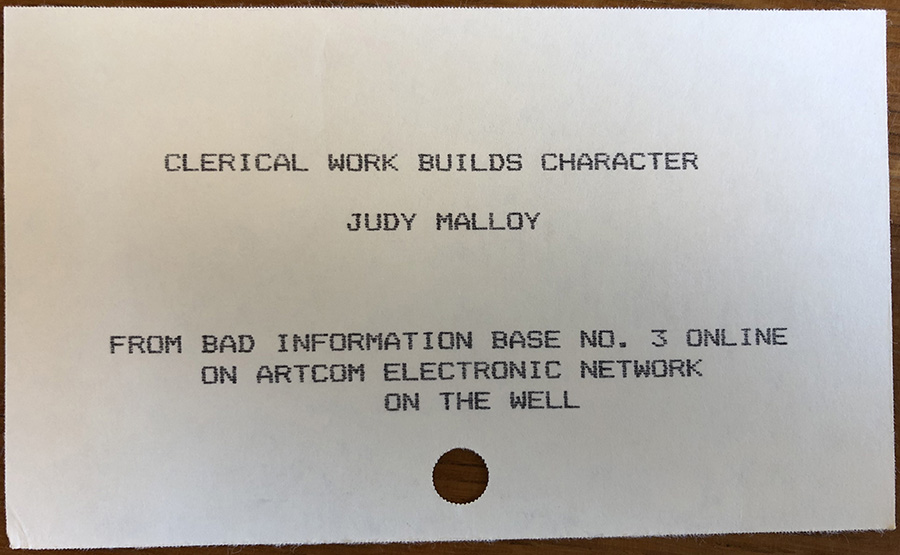 CLERICAL WORK BUILDS CHARACTER
JUDY MALLOY
FROM BAD INFORMATION BASE NO. 3 ONLINE
ON ARTCOM ELECTRONIC NETWORK
ON THE WELL